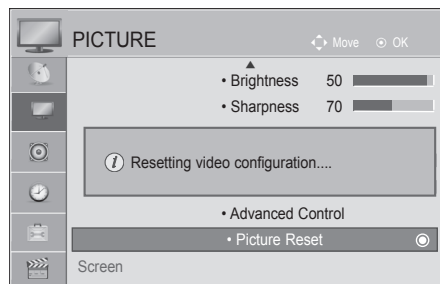 PICTURE Move OK
• Brightness 50
• Sharpness 70
i Resetting video configuration....
• Advanced Control
• Picture Reset
Screen